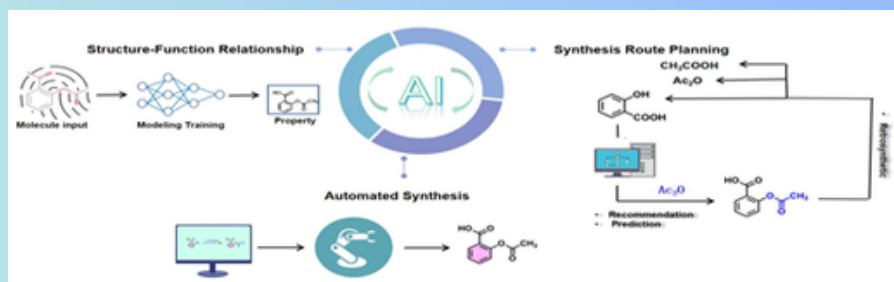 Structure-Function Relationship
Molecule input
Modeling Training
Property
AI
Synthesis Route Planning
CH₃COOH
Ac₂O
OH
COOH
Ac₂O
Recommendation:
Prediction:
HO
O
O
CH₃
O
Retrosynthetic
Automated Synthesis
HO
O
O
CH₃
O